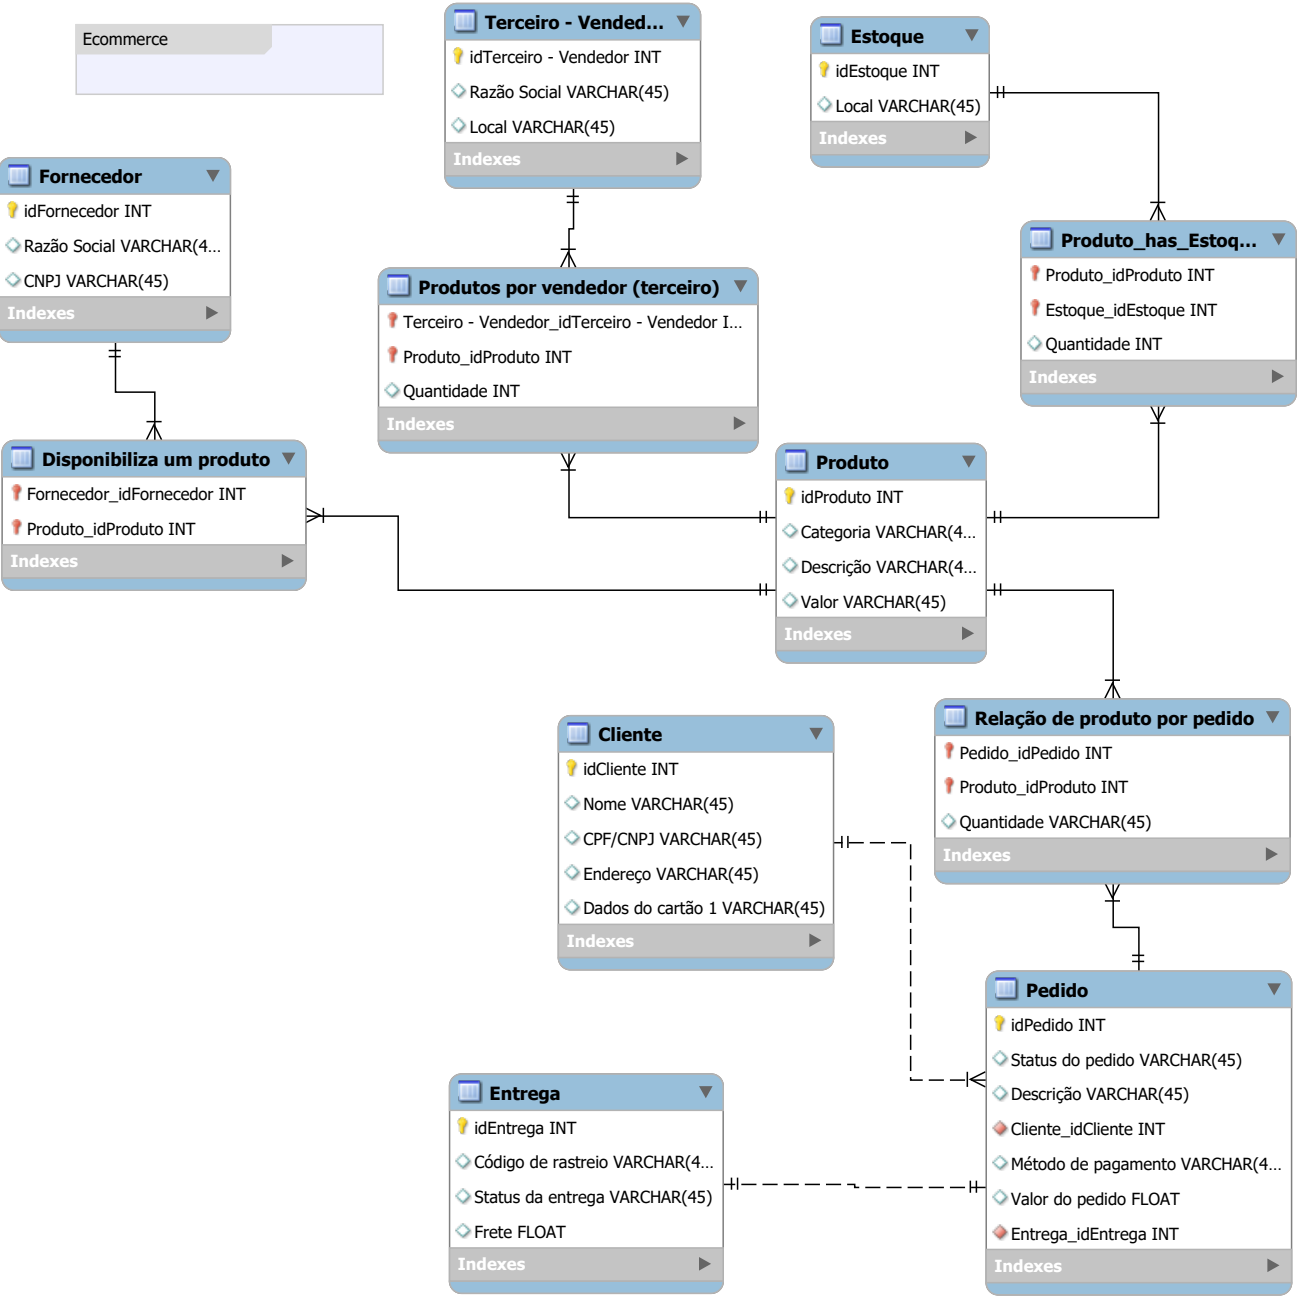 Ecommerce
Terceiro - Vended...
idTerceiro - Vendedor INT
Razão Social VARCHAR(45)
Local VARCHAR(45)
Indexes
Estoque
idEstoque INT
Local VARCHAR(45)
Indexes
Fornecedor
idFornecedor INT
Razão Social VARCHAR(4...
CNPJ VARCHAR(45)
Indexes
Produtos por vendedor (terceiro)
Terceiro - Vendedor_idTerceiro - Vendedor I...
Produto_idProduto INT
Quantidade INT
Indexes
Produto_has_Estoq...
Produto_idProduto INT
Estoque_idEstoque INT
Quantidade INT
Indexes
Disponibiliza um produto
Fornecedor_idFornecedor INT
Produto_idProduto INT
Indexes
Produto
idProduto INT
Categoria VARCHAR(4...
Descrição VARCHAR(4...
Valor VARCHAR(45)
Indexes
Cliente
idCliente INT
Nome VARCHAR(45)
CPF/CNPJ VARCHAR(45)
Endereço VARCHAR(45)
Dados do cartão 1 VARCHAR(45)
Indexes
Relação de produto por pedido
Pedido_idPedido INT
Produto_idProduto INT
Quantidade VARCHAR(45)
Indexes
Pedido
idPedido INT
Status do pedido VARCHAR(45)
Descrição VARCHAR(45)
Cliente_idCliente INT
Método de pagamento VARCHAR(4...
Valor do pedido FLOAT
Entrega_idEntrega INT
Indexes
Entrega
idEntrega INT
Código de rastreio VARCHAR(4...
Status da entrega VARCHAR(45)
Frete FLOAT
Indexes